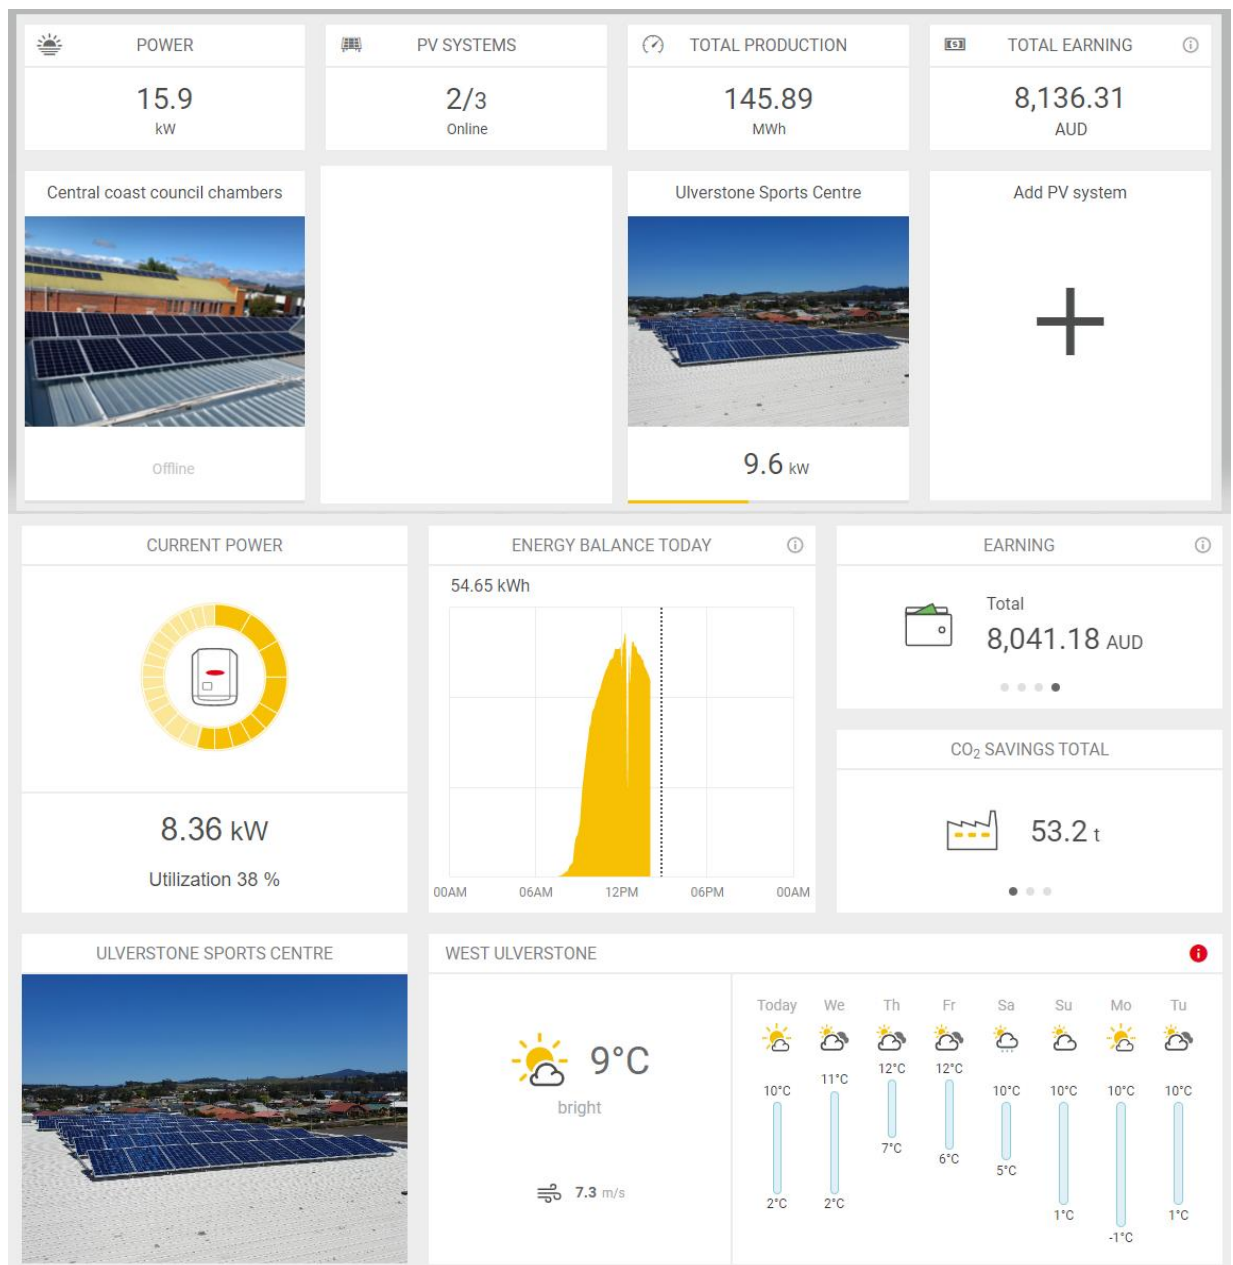 POWER
PV SYSTEMS
TOTAL PRODUCTION
TOTAL EARNING
15.9
kW
2/3
Online
145.89
MWh
8,136.31
AUD
Central coast council chambers
Ulverstone Sports Centre
Add PV system
Offline
9.6 kW
CURRENT POWER
8.36 kW
Utilization 38 %
ENERGY BALANCE TODAY
54.65 kWh
00AM 06AM 12PM 06PM 00AM
EARNING
Total
8,041.18 AUD
CO₂ SAVINGS TOTAL
53.2 t
ULVERSTONE SPORTS CENTRE
WEST ULVERSTONE
9°C
bright
7.3 m/s
Today We Th Fr Sa Su Mo Tu
10°C 11°C 12°C 12°C 10°C 10°C 10°C 10°C
2°C 2°C 7°C 6°C 5°C 1°C -1°C 1°C